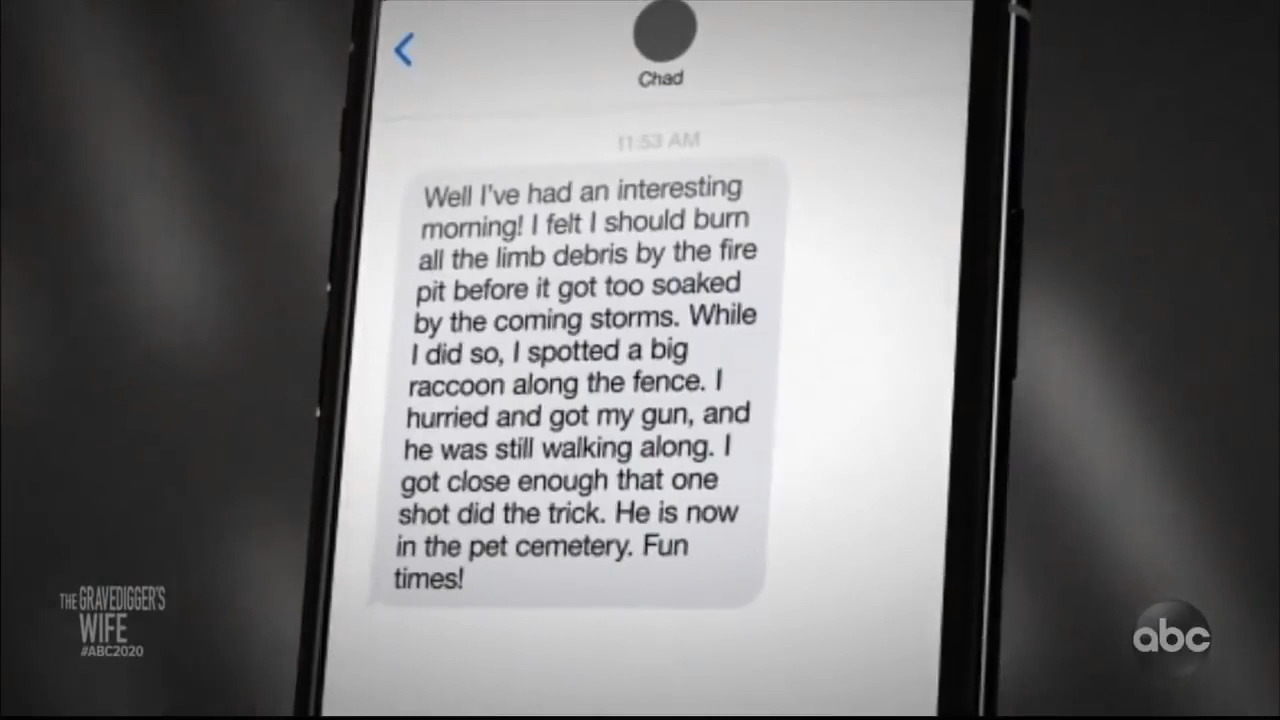 Chad
11:53 AM
Well I've had an interesting
morning! I felt I should burn
all the limb debris by the fire
pit before it got too soaked
by the coming storms. While
I did so, I spotted a big
raccoon along the fence. I
hurried and got my gun, and
he was still walking along. I
got close enough that one
shot did the trick. He is now
in the pet cemetery. Fun
times!
THE GRAVEDIGGER'S
WIFE
#ABC2020
abc